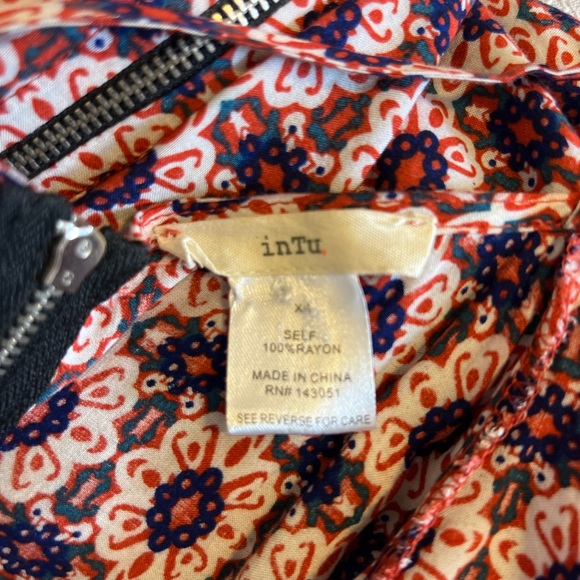 inTu.
SELF
100%RAYON
MADE IN CHINA
RN# 143051
SEE REVERSE FOR CARE